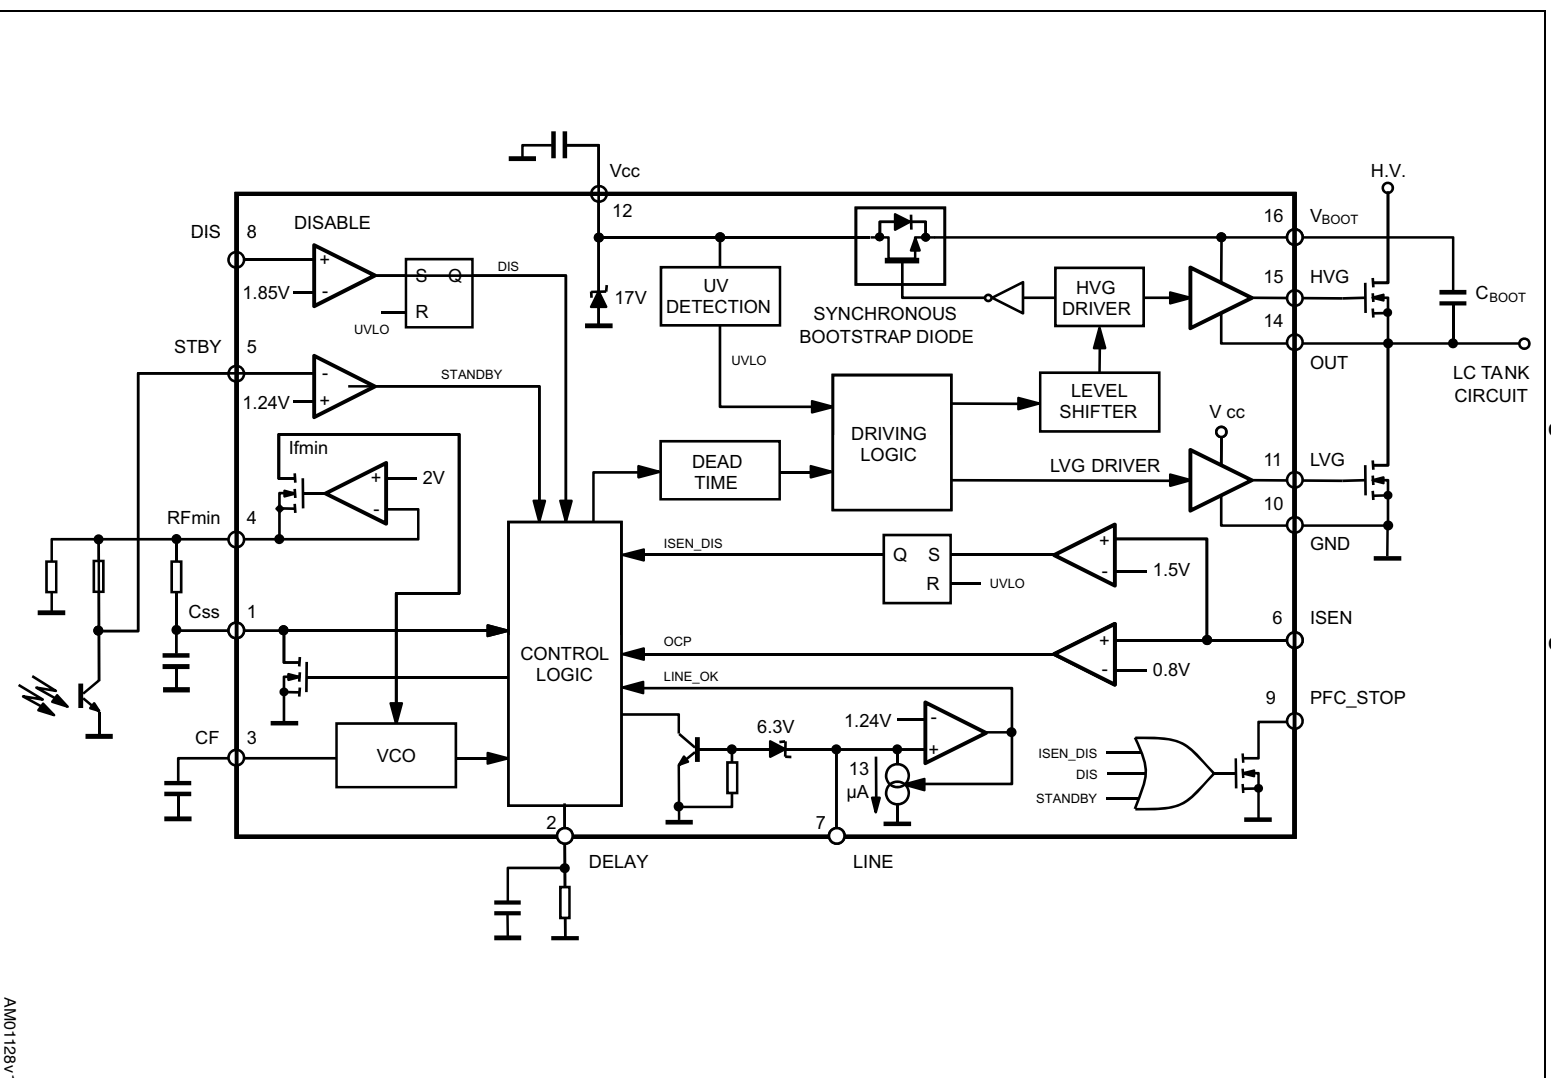 Vcc
H.V.
12
16
VBOOT
DIS
8
DISABLE
+
1.85V
-
S Q
DIS
R
UVLO
17V
UV
DETECTION
SYNCHRONOUS
BOOTSTRAP DIODE
HVG
DRIVER
15
HVG
14
CBOOT
OUT
LC TANK
CIRCUIT
STBY
5
-
1.24V
+
STANDBY
UVLO
LEVEL
SHIFTER
DRIVING
LOGIC
V cc
LVG DRIVER
11
LVG
10
GND
DEAD
TIME
Ifmin
+
2V
-
RFmin
4
ISEN_DIS
Q S
R
UVLO
+
-
1.5V
Css
1
6
ISEN
CONTROL
LOGIC
OCP
+
-
0.8V
LINE_OK
9
PFC_STOP
1.24V
-
+
6.3V
13
µA
ISEN_DIS
DIS
STANDBY
CF
3
VCO
2
DELAY
7
LINE